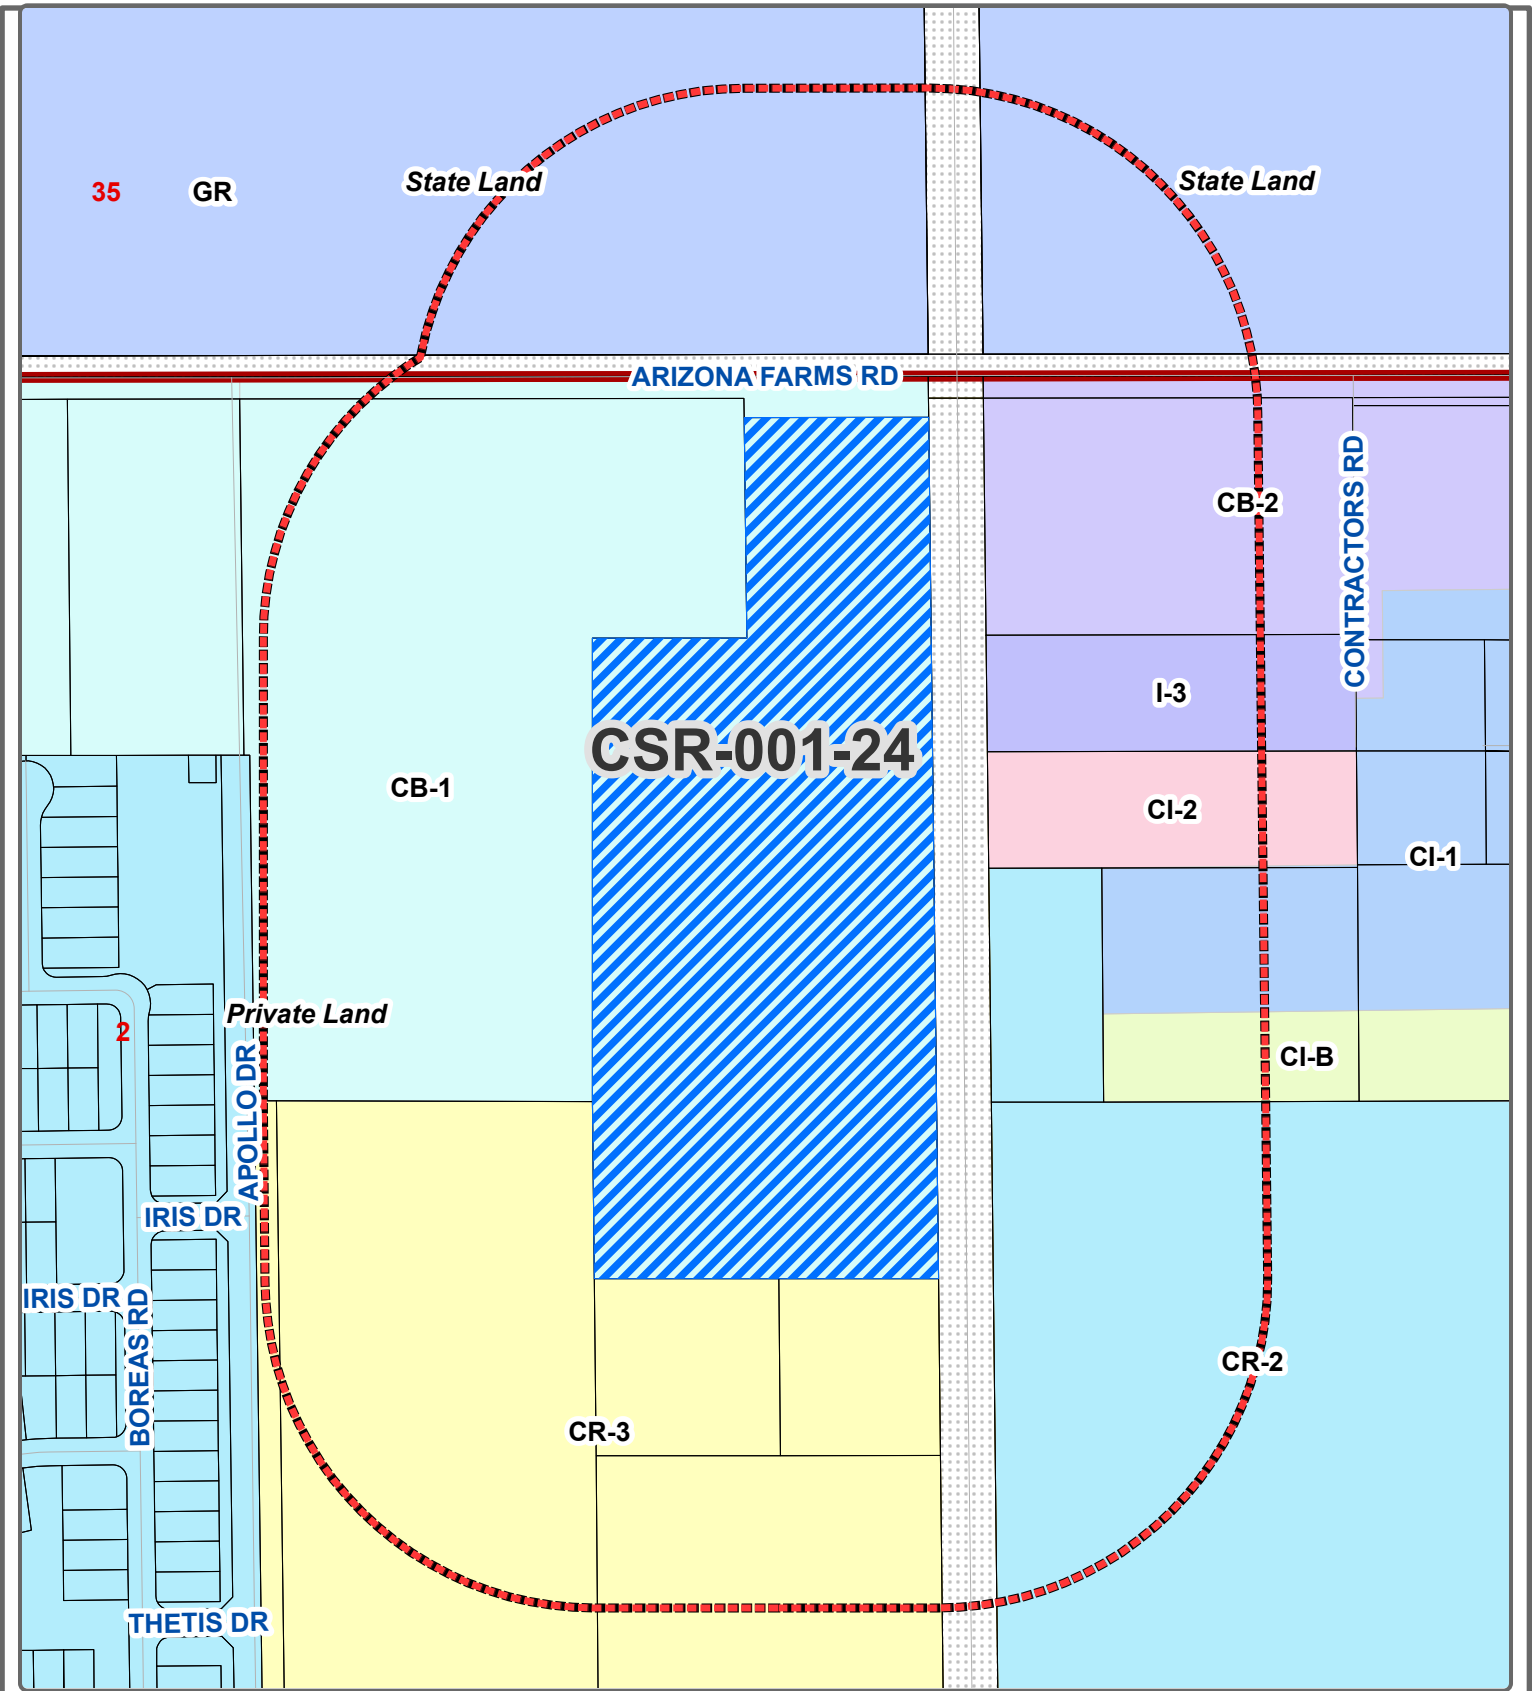 State Land
State Land
35
GR
ARIZONA FARMS RD
CB-2
CONTRACTORS RD
I-3
CSR-001-24
CB-1
CI-2
CI-1
Private Land
2
CI-B
APOLLO DR
IRIS DR
IRIS DR
BOREAS RD
CR-2
CR-3
THETIS DR